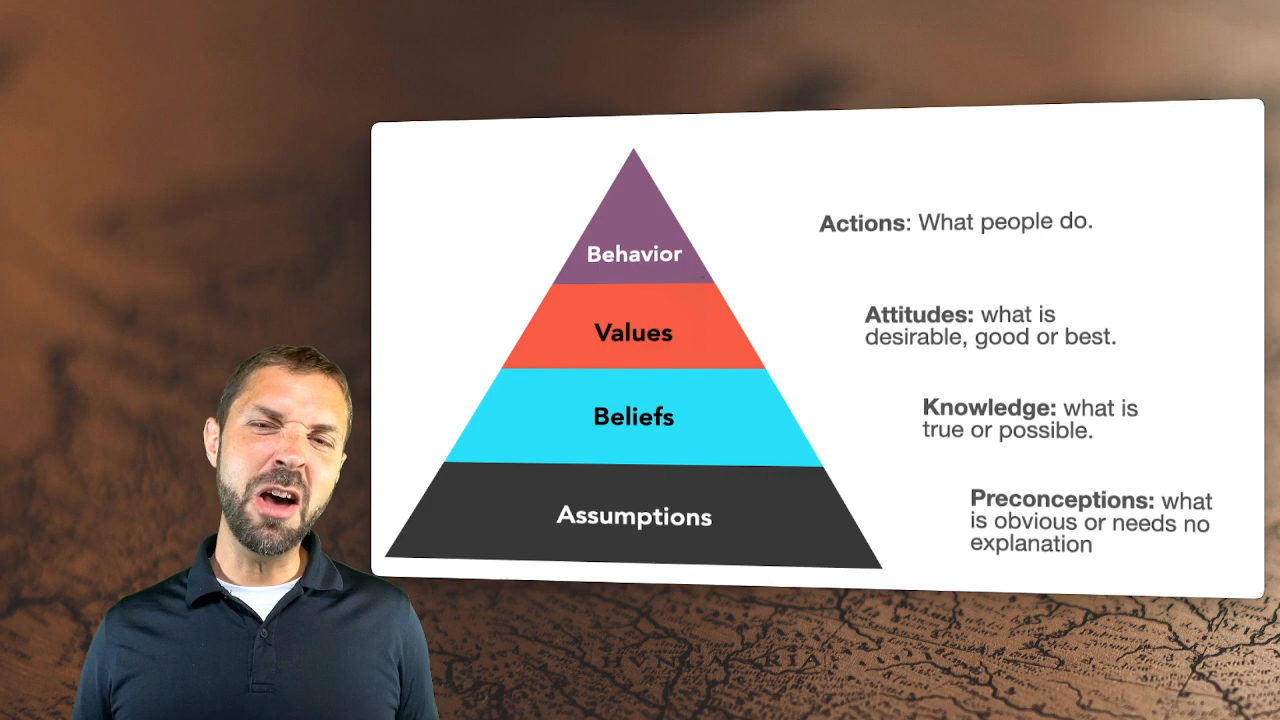 Behavior
Actions: What people do.
Values
Attitudes: what is
desirable, good or best.
Beliefs
Knowledge: what is
true or possible.
Assumptions
Preconceptions: what
is obvious or needs no
explanation
HVNGARIA